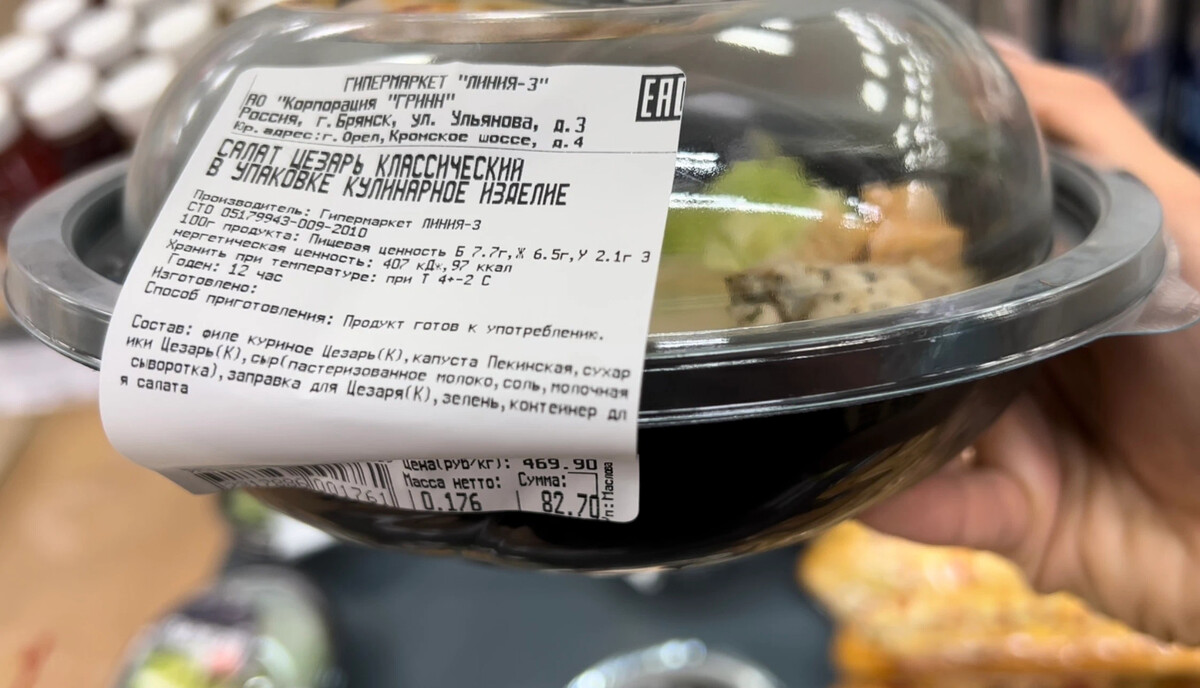 ГИПЕРМАРКЕТ "ЛИНИЯ-3"
EAC
АО "Корпорация "ГРИНН"
Россия, г.Брянск, ул. Ульянова, д.3
Юр. адрес:г.Орел,Кромское шоссе, д.4
САЛАТ ЦЕЗАРЬ КЛАССИЧЕСКИЙ
В УПАКОВКЕ КУЛИНАРНОЕ ИЗДЕЛИЕ
Производитель: Гипермаркет ЛИНИЯ-3
СТО 05179943-009-2010
100г продукта: Пищевая ценность Б 7.7г,Ж 6.5г,У 2.1г Э
нергетическая ценность: 407 кДж, 97 ккал
Хранить при температуре: при Т 4+-2 С
Годен: 12 час
Изготовлено:
Способ приготовления: Продукт готов к употреблению.
Состав: филе куриное Цезарь(К),капуста Пекинская,сухар
ики Цезарь(К),сыр(пастеризованное молоко,соль,молочная
сыворотка),заправка для Цезаря(К),зелень,контейнер дл
я салата
Цена(руб/кг): 469.90
Масса нетто: Сумма:
001761 0.176 82.70
п:Маслова